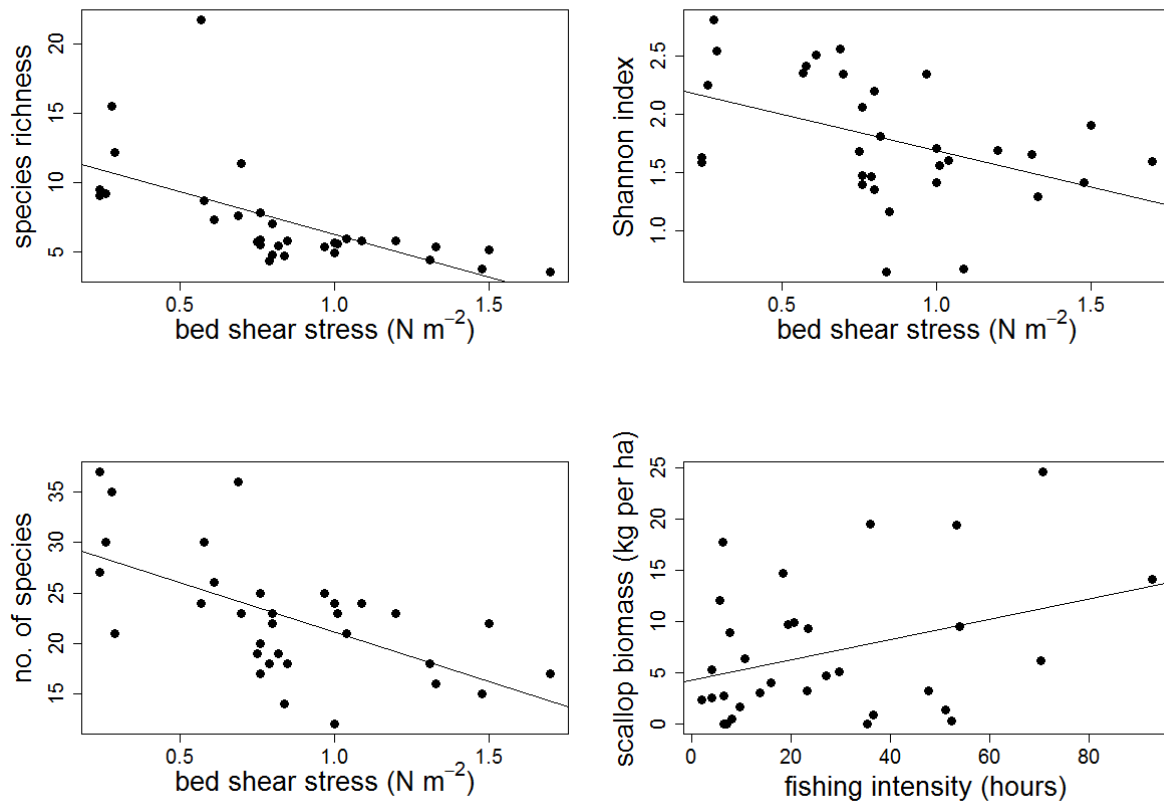 species richness
5
10
15
20
0.5 1.0 1.5
bed shear stress (N m−2)
Shannon index
1.0
1.5
2.0
2.5
0.5 1.0 1.5
bed shear stress (N m−2)
no. of species
15
20
25
30
35
0.5 1.0 1.5
bed shear stress (N m−2)
scallop biomass (kg per ha)
0
5
10
15
20
25
0 20 40 60 80
fishing intensity (hours)